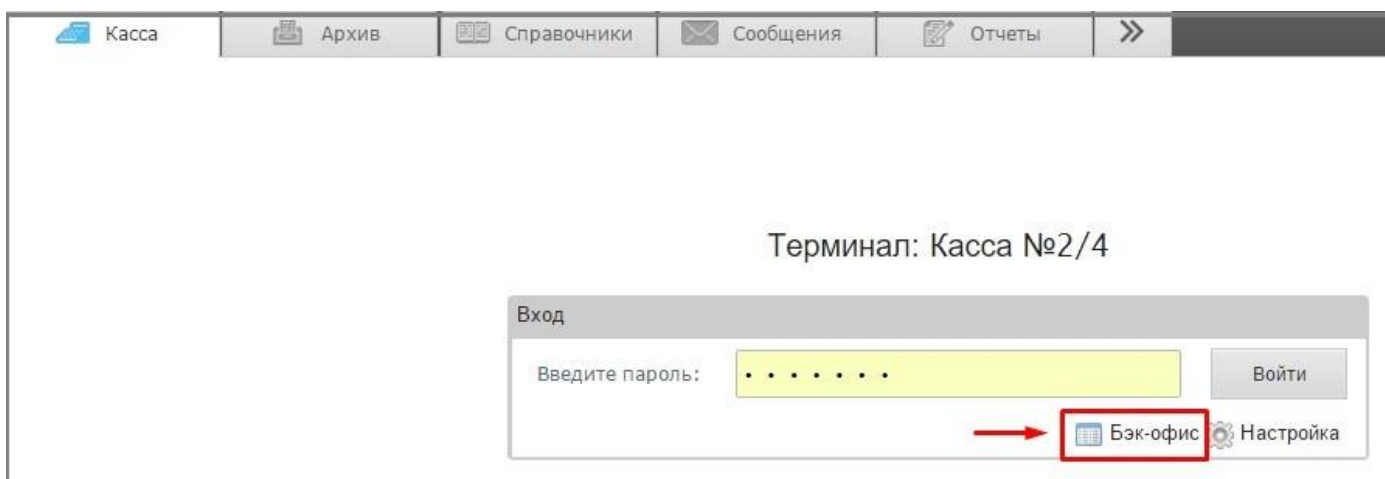 Касса Архив Справочники Сообщения Отчеты
Терминал: Касса №2/4
Вход
Введите пароль: Войти
Бэк-офис Настройка